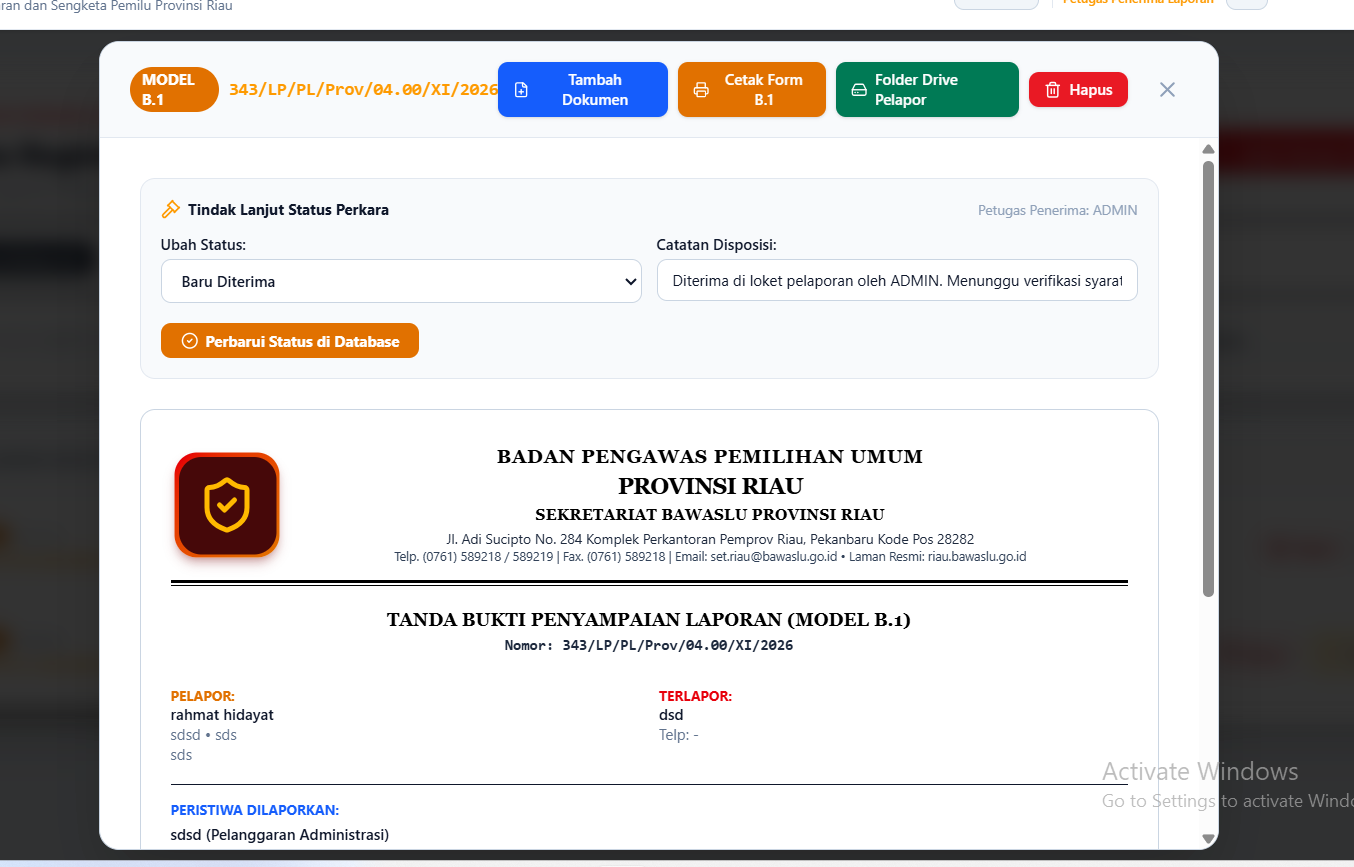 ran dan Sengketa Pemilu Provinsi Riau
Petugas Penerima Laporan
MODEL
B.1
343/LP/PL/Prov/04.00/XI/2026
Tambah
Dokumen
Cetak Form
B.1
Folder Drive
Pelapor
Hapus
Tindak Lanjut Status Perkara
Petugas Penerima: ADMIN
Ubah Status:
Catatan Disposisi:
Baru Diterima
Diterima di loket pelaporan oleh ADMIN. Menunggu verifikasi syarat
Perbarui Status di Database
BADAN PENGAWAS PEMILIHAN UMUM
PROVINSI RIAU
SEKRETARIAT BAWASLU PROVINSI RIAU
Jl. Adi Sucipto No. 284 Komplek Perkantoran Pemprov Riau, Pekanbaru Kode Pos 28282
Telp. (0761) 589218 / 589219 | Fax. (0761) 589218 | Email: set.riau@bawaslu.go.id • Laman Resmi: riau.bawaslu.go.id
TANDA BUKTI PENYAMPAIAN LAPORAN (MODEL B.1)
Nomor: 343/LP/PL/Prov/04.00/XI/2026
PELAPOR:
rahmat hidayat
sdsd • sds
sds
TERLAPOR:
dsd
Telp: -
PERISTIWA DILAPORKAN:
sdsd (Pelanggaran Administrasi)
Activate Windows
Go to Settings to activate Windo